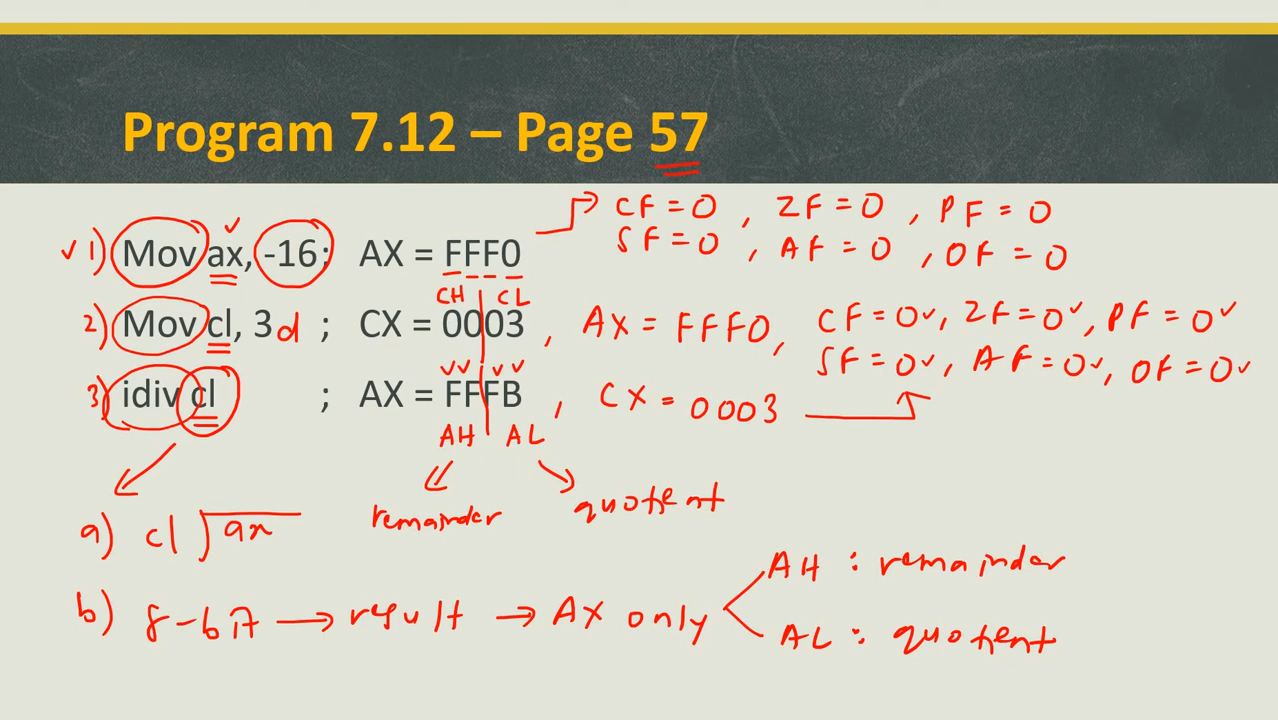 Program 7.12 – Page 57
CF = 0 , ZF = 0 , PF = 0
✓ 1) Mov ax, -16; AX = FFF0
SF = 0 , AF = 0 , OF = 0
CH CL
2) Mov cl, 3d ; CX = 0003 , AX = FFF0, CF = 0✓, ZF = 0✓, PF = 0✓
SF = 0✓, AF = 0✓, OF = 0✓
3) idiv cl ; AX = FFFB , CX = 0003
AH AL
remainder quotient
a) cl ) ax
AH : remainder
b) 8-bit → result → AX only
AL : quotient